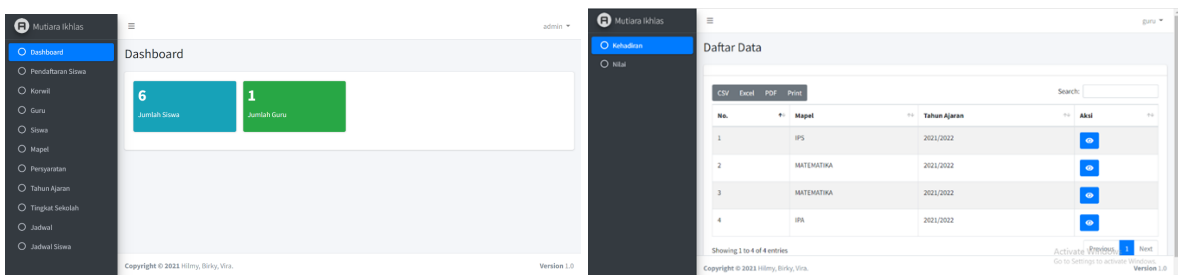 Mutiara Ikhlas
admin
Dashboard
Pendaftaran Siswa
Korwil
Guru
Siswa
Mapel
Persyaratan
Tahun Ajaran
Tingkat Sekolah
Jadwal
Jadwal Siswa
Dashboard
6
Jumlah Siswa
1
Jumlah Guru
Copyright © 2021 Hilmy, Birky, Vira.
Version 1.0
Mutiara Ikhlas
guru
Kehadiran
Nilai
Daftar Data
CSV Excel PDF Print
Search:
No. Mapel Tahun Ajaran Aksi
1 IPS 2021/2022
2 MATEMATIKA 2021/2022
3 MATEMATIKA 2021/2022
4 IPA 2021/2022
Showing 1 to 4 of 4 entries
Previous 1 Next
Activate Windows
Go to Settings to activate Windows.
Copyright © 2021 Hilmy, Birky, Vira.
Version 1.0